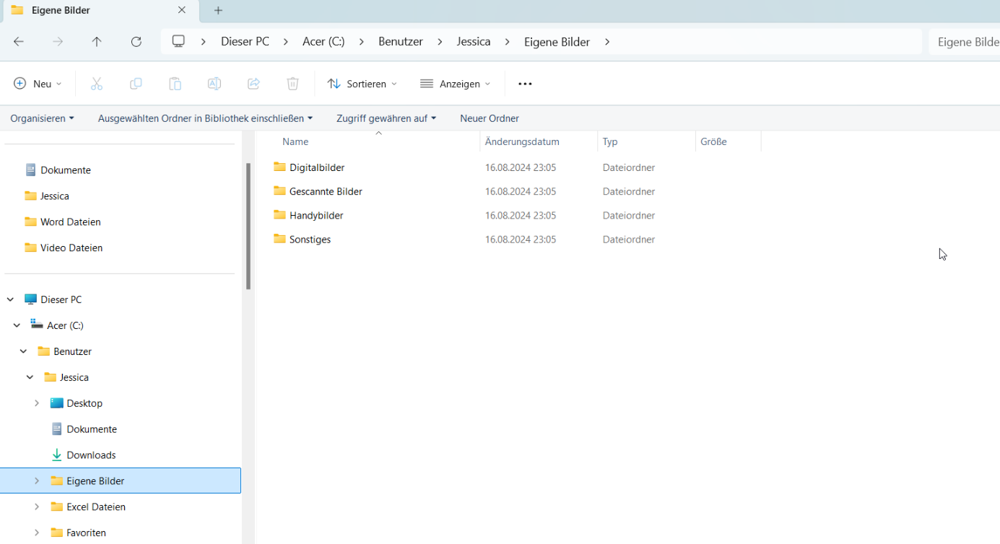 Eigene Bilder
Dieser PC > Acer (C:) > Benutzer > Jessica > Eigene Bilder >
Eigene Bilde
Neu
Sortieren
Anzeigen
Organisieren
Ausgewählten Ordner in Bibliothek einschließen
Zugriff gewähren auf
Neuer Ordner
Dokumente
Jessica
Word Dateien
Video Dateien
Dieser PC
Acer (C:)
Benutzer
Jessica
Desktop
Dokumente
Downloads
Eigene Bilder
Excel Dateien
Favoriten
Name Änderungsdatum Typ Größe
Digitalbilder 16.08.2024 23:05 Dateiordner
Gescannte Bilder 16.08.2024 23:05 Dateiordner
Handybilder 16.08.2024 23:05 Dateiordner
Sonstiges 16.08.2024 23:05 Dateiordner